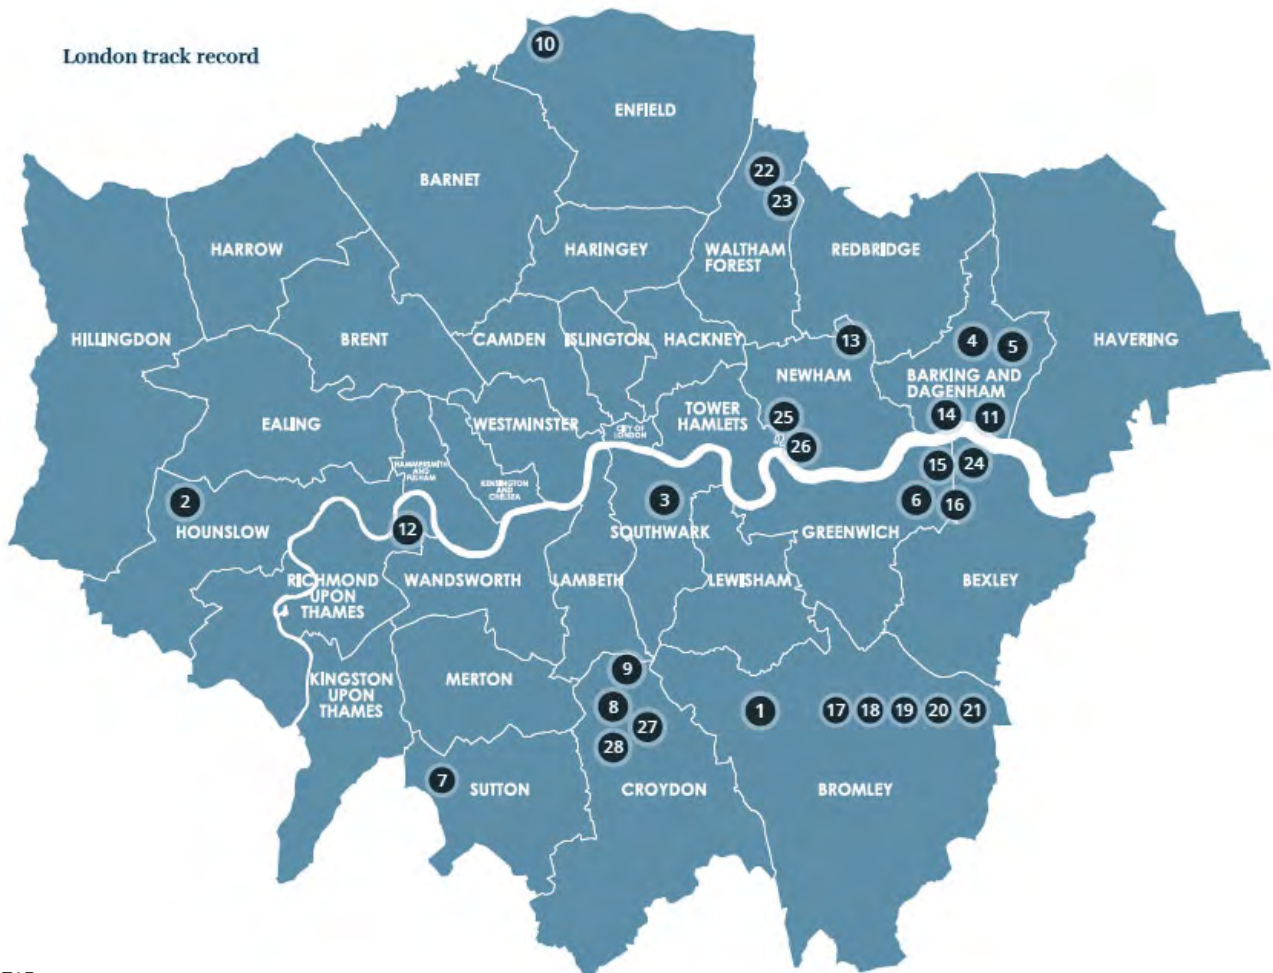 London track record
10
ENFIELD
BARNET
22
23
HARROW
HARINGEY
WALTHAM
FOREST
REDBRIDGE
HILLINGDON
BRENT
CAMDEN
ISLINGTON
HACKNEY
13
4
5
HAVERING
NEWHAM
BARKING AND
DAGENHAM
EALING
WESTMINSTER
TOWER
HAMLETS
25
14
11
CITY OF
LONDON
26
HAMMERSMITH
AND
FULHAM
KENSINGTON
AND
CHELSEA
15
24
2
HOUNSLOW
12
3
SOUTHWARK
6
16
GREENWICH
RICHMOND
UPON
THAMES
WANDSWORTH
LAMBETH
LEWISHAM
BEXLEY
KINGSTON
UPON
THAMES
MERTON
9
8
27
28
1
17
18
19
20
21
7
SUTTON
CROYDON
BROMLEY